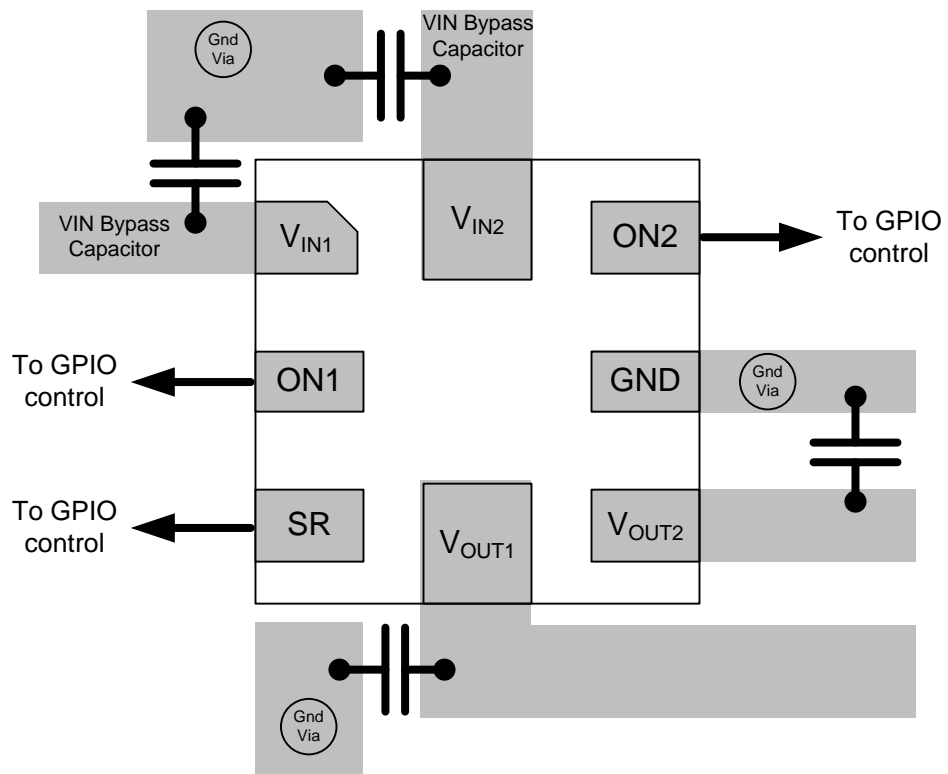 Gnd
Via
VIN Bypass
Capacitor
VIN Bypass
Capacitor
VIN1
VIN2
ON2
To GPIO
control
To GPIO
control
ON1
GND
Gnd
Via
To GPIO
control
SR
VOUT1
VOUT2
Gnd
Via